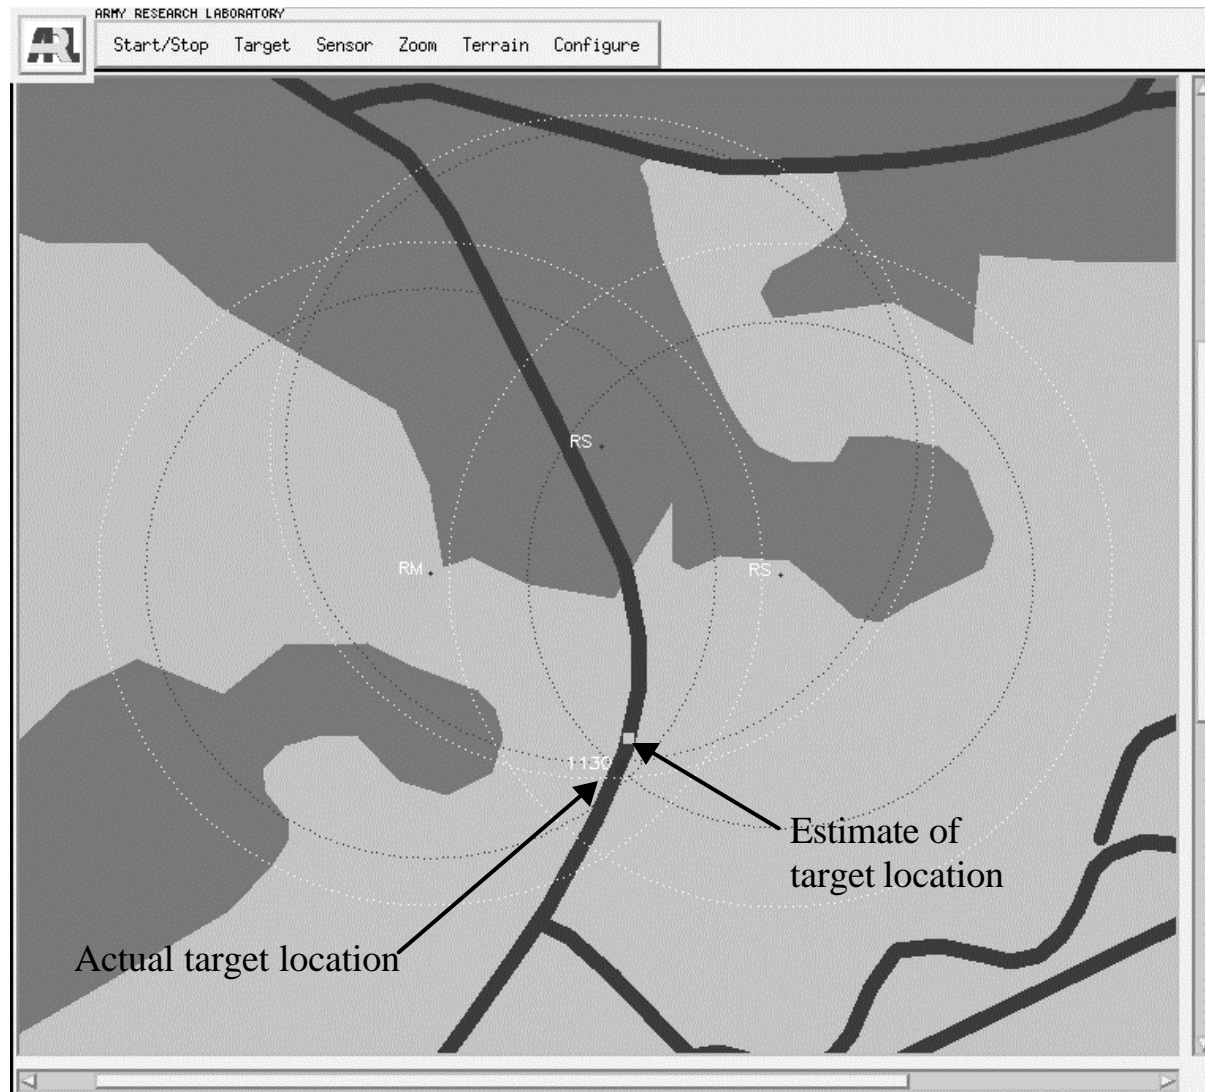 ARMY RESEARCH LABORATORY
ARL
Start/Stop Target Sensor Zoom Terrain Configure
RS
RM
RS
1130
Estimate of
target location
Actual target location